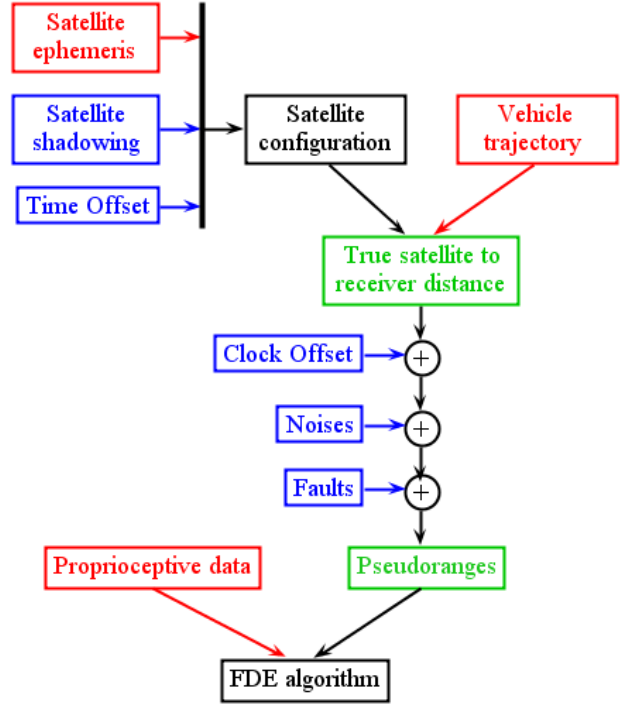 Satellite
ephemeris
Satellite
shadowing
Time Offset
Satellite
configuration
Vehicle
trajectory
True satellite to
receiver distance
Clock Offset
+
Noises
+
Faults
+
Proprioceptive data
Pseudoranges
FDE algorithm